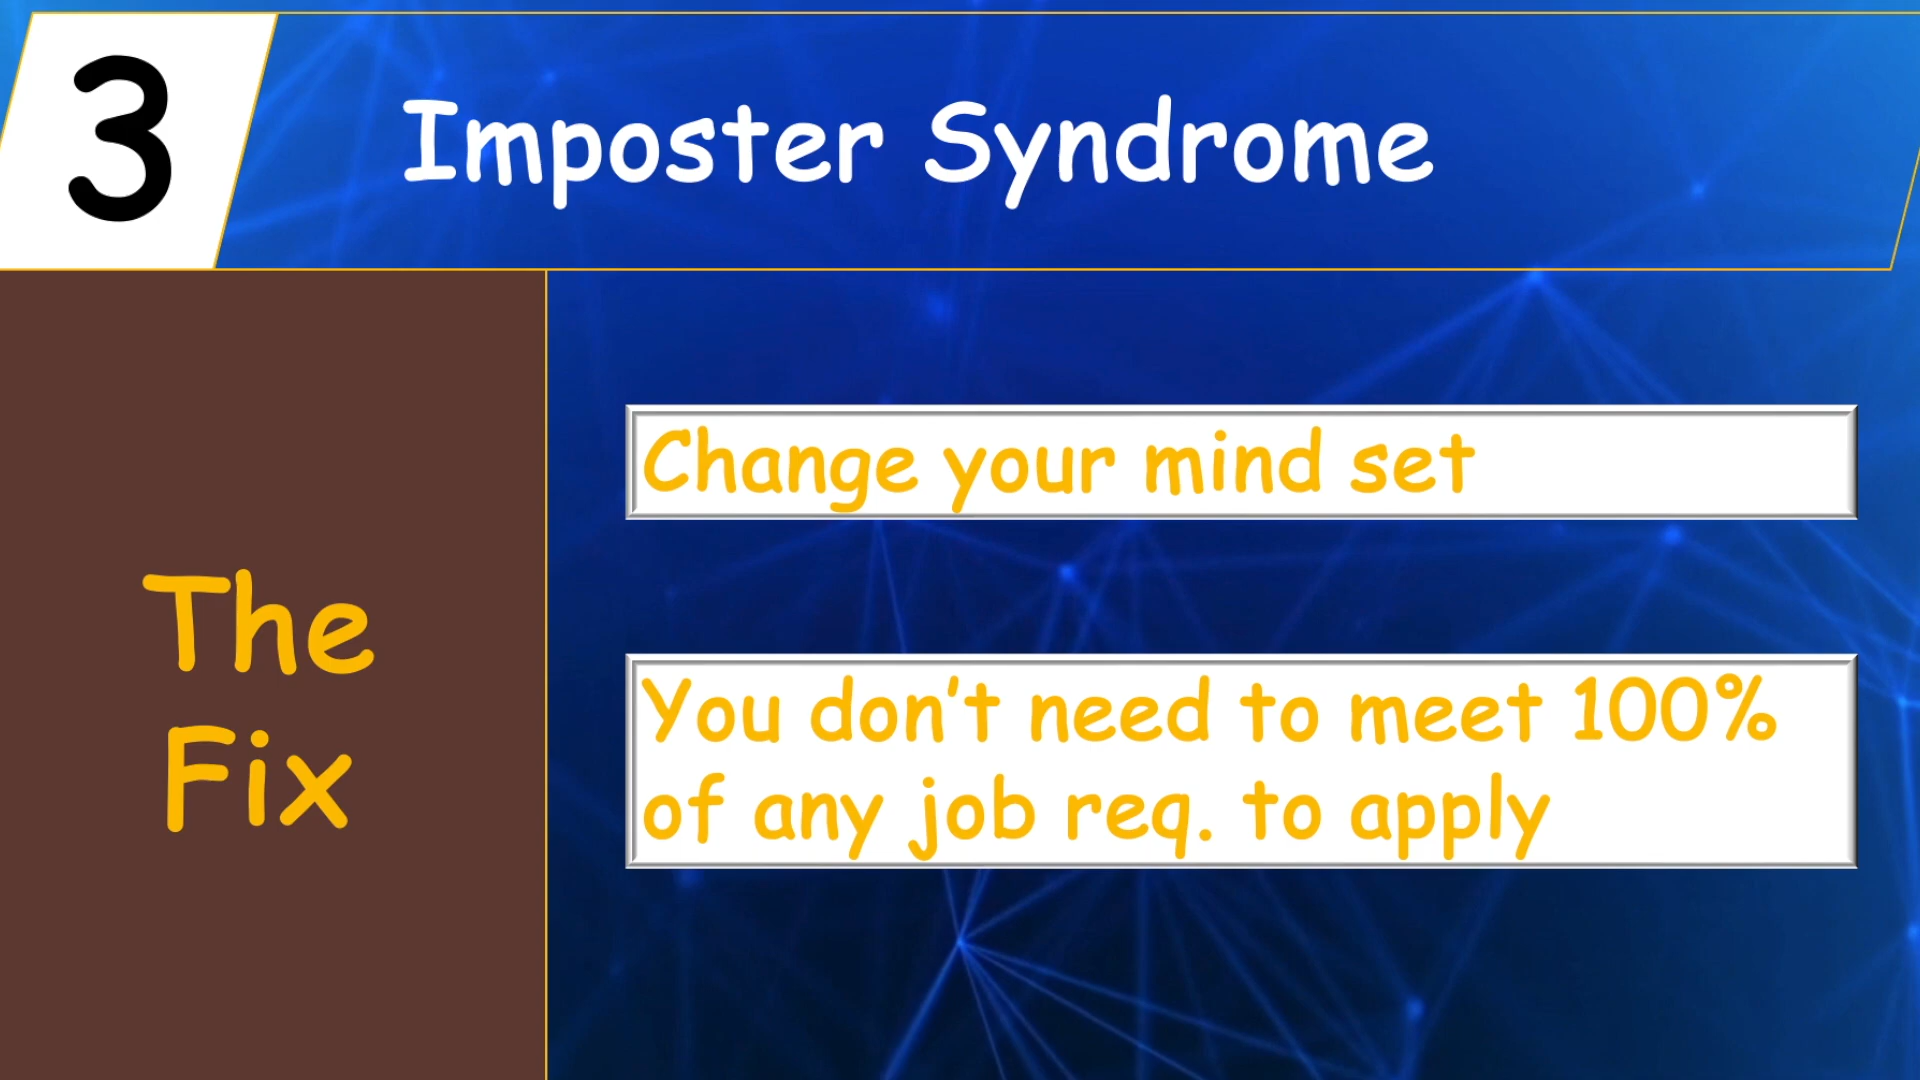 3
Imposter Syndrome
The
Fix
Change your mind set
You don’t need to meet 100%
of any job req. to apply